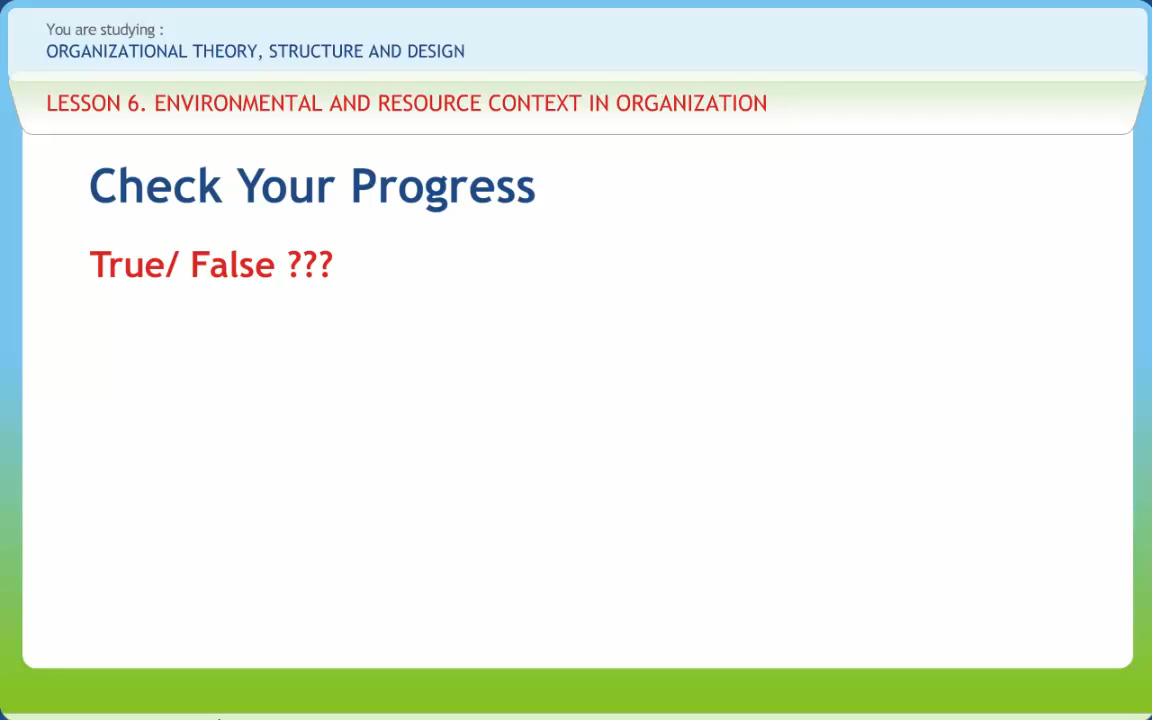 You are studying :
ORGANIZATIONAL THEORY, STRUCTURE AND DESIGN
LESSON 6. ENVIRONMENTAL AND RESOURCE CONTEXT IN ORGANIZATION
Check Your Progress
True/ False ???